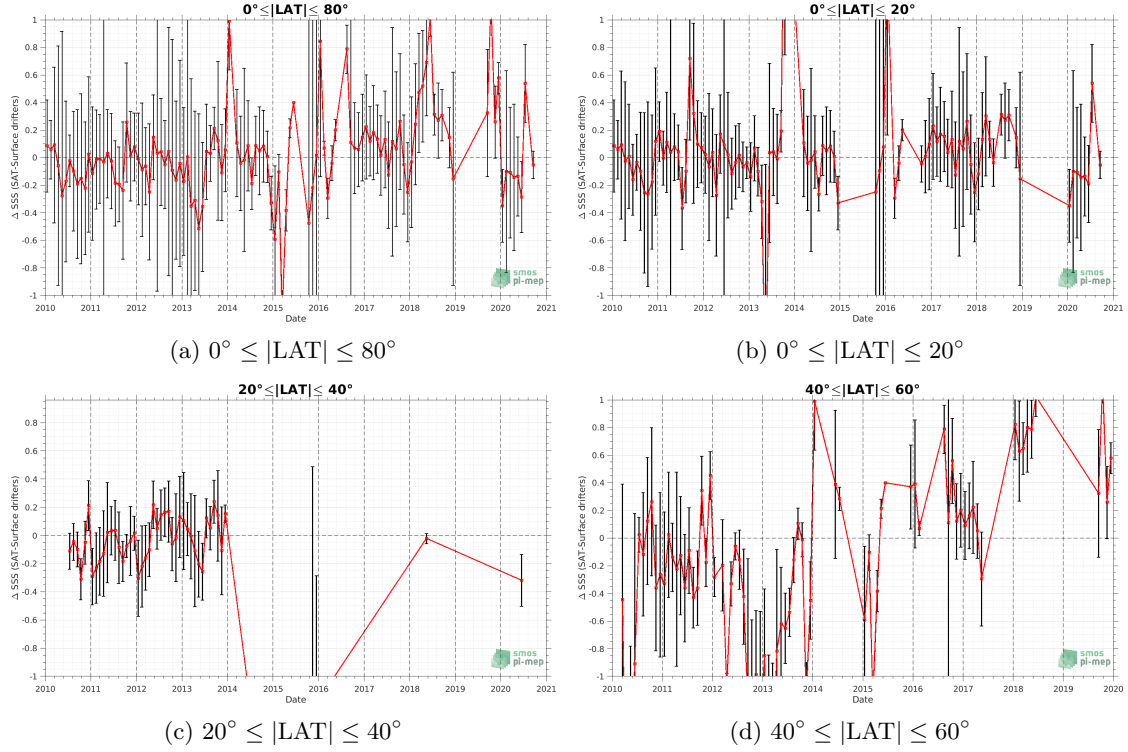 0°≤|LAT|≤ 80°
Δ SSS (SAT-Surface drifters)
1
0.8
0.6
0.4
0.2
0
-0.2
-0.4
-0.6
-0.8
-1
2010 2011 2012 2013 2014 2015 2016 2017 2018 2019 2020 2021
Date
smos
pi-mep
(a) 0° ≤ |LAT| ≤ 80°
0°≤|LAT|≤ 20°
Δ SSS (SAT-Surface drifters)
1
0.8
0.6
0.4
0.2
0
-0.2
-0.4
-0.6
-0.8
-1
2010 2011 2012 2013 2014 2015 2016 2017 2018 2019 2020 2021
Date
smos
pi-mep
(b) 0° ≤ |LAT| ≤ 20°
20°≤|LAT|≤ 40°
Δ SSS (SAT-Surface drifters)
0.8
0.6
0.4
0.2
0
-0.2
-0.4
-0.6
-0.8
-1
2010 2011 2012 2013 2014 2015 2016 2017 2018 2019 2020 2021
Date
smos
pi-mep
(c) 20° ≤ |LAT| ≤ 40°
40°≤|LAT|≤ 60°
Δ SSS (SAT-Surface drifters)
1
0.8
0.6
0.4
0.2
0
-0.2
-0.4
-0.6
-0.8
-1
2010 2011 2012 2013 2014 2015 2016 2017 2018 2019 2020
Date
smos
pi-mep
(d) 40° ≤ |LAT| ≤ 60°